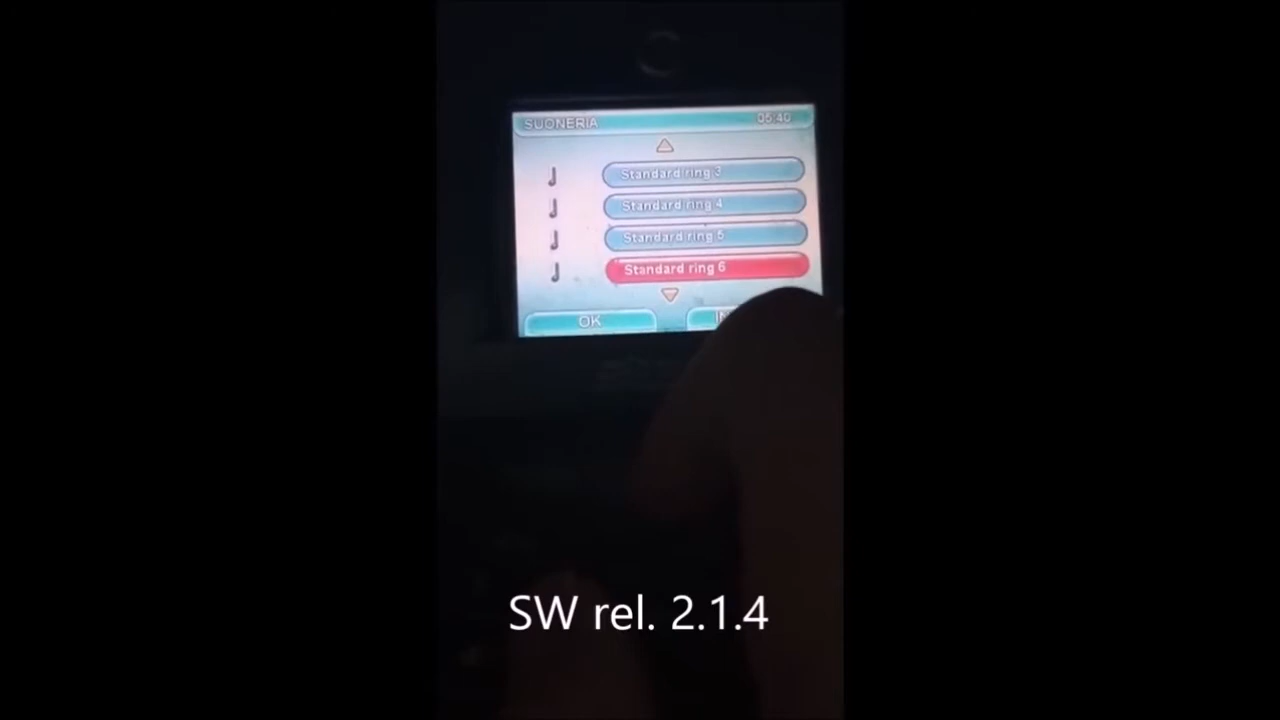 SUONERIA 05:40
Standard ring 3
Standard ring 4
Standard ring 5
Standard ring 6
OK
SW rel. 2.1.4